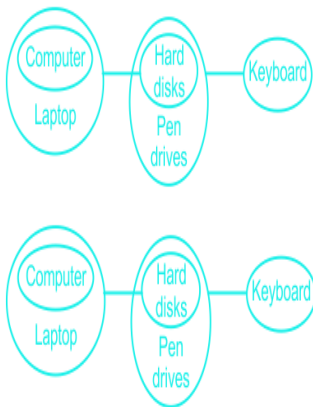 Computer
Laptop
Hard
disks
Pen
drives
Keyboard
Computer
Laptop
Hard
disks
Pen
drives
Keyboard